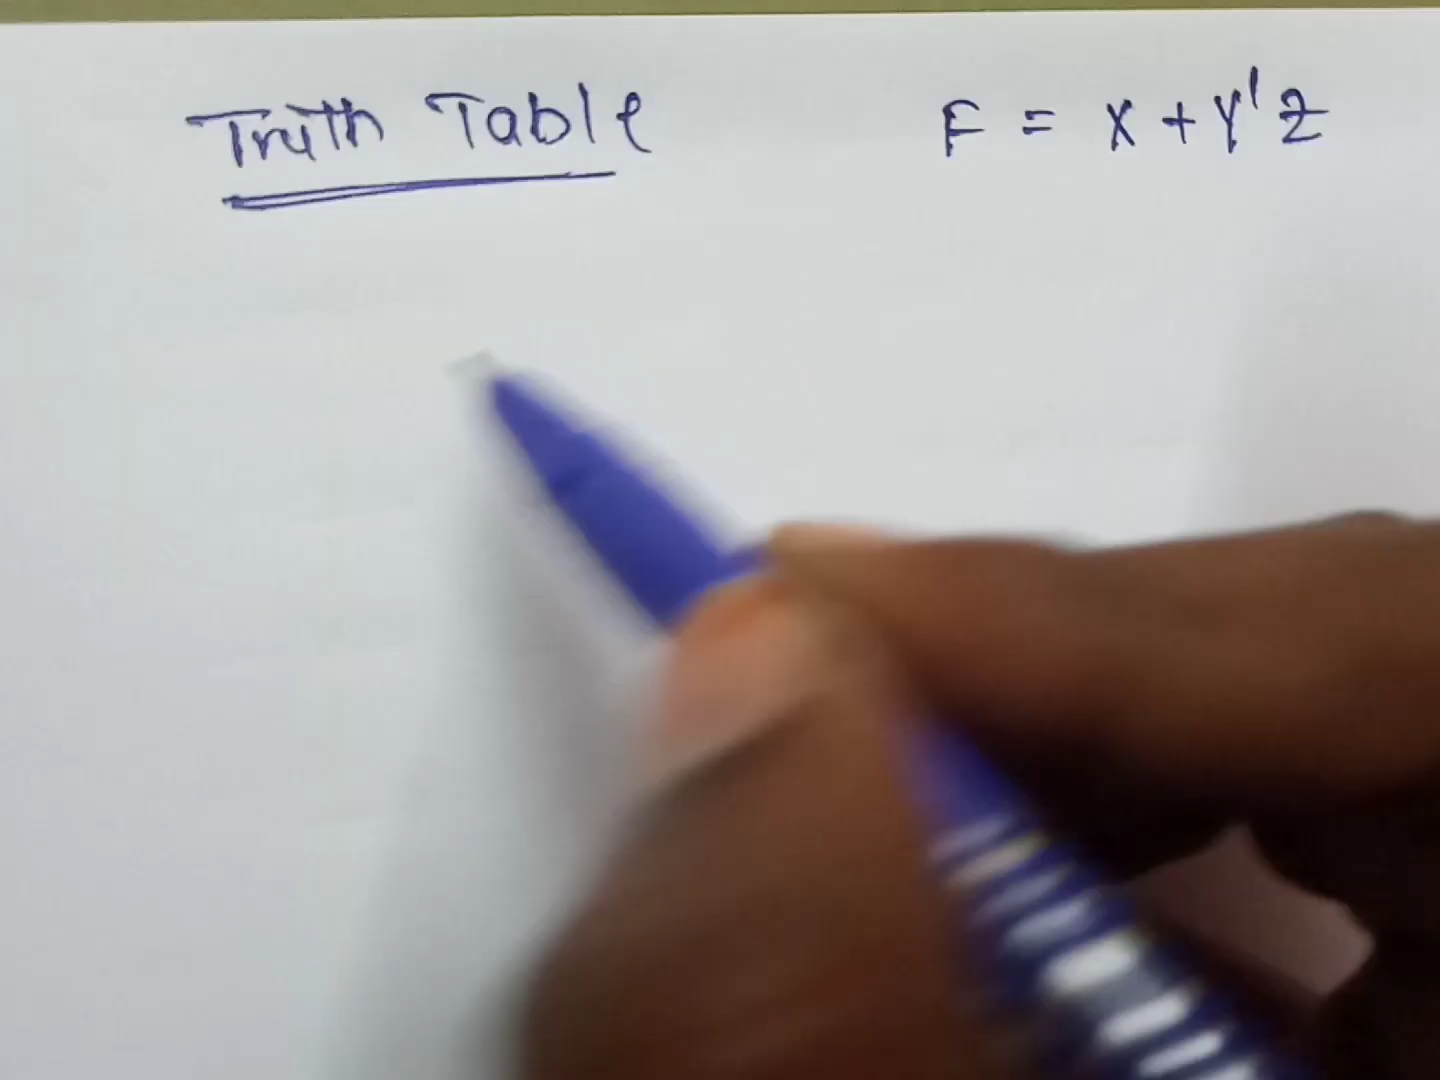 Truth Table
F = X + Y' Z